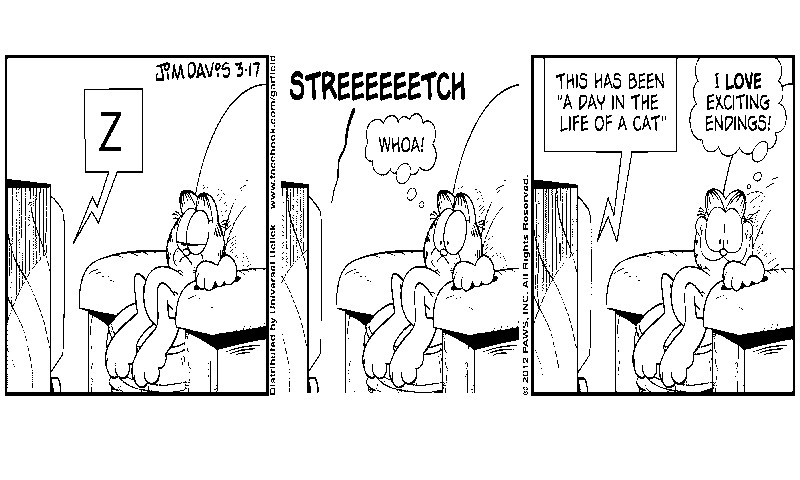 JIM DAVIS 3·17
Z
Distributed by Universal Uclick www.facebook.com/garfield
STREEEEEETCH
WHOA!
© 2012 PAWS, INC. All Rights Reserved.
THIS HAS BEEN
"A DAY IN THE
LIFE OF A CAT"
I LOVE
EXCITING
ENDINGS!